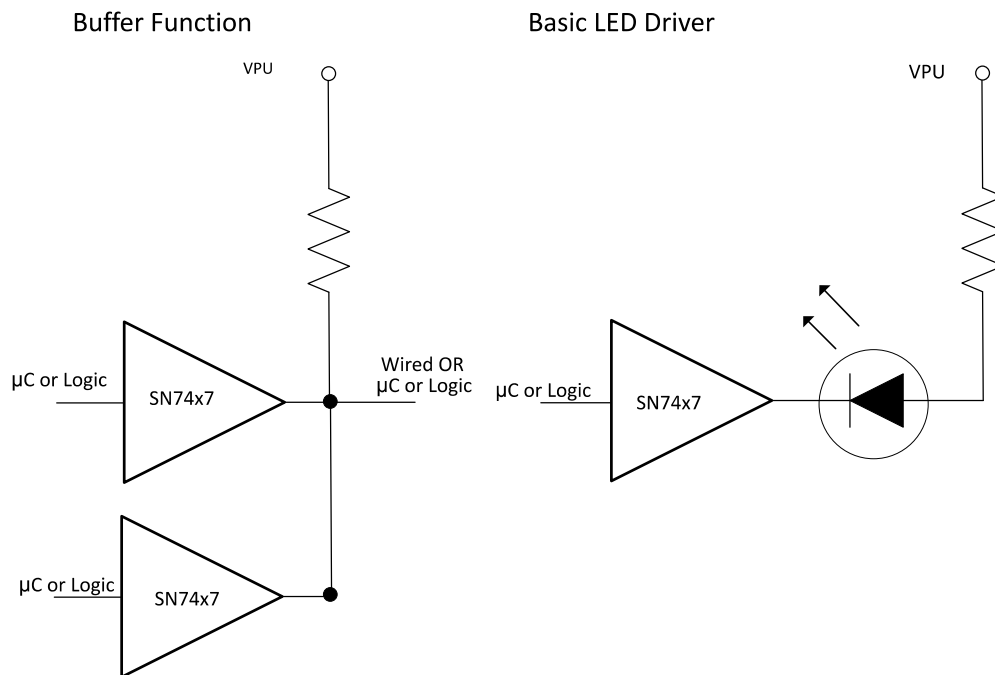 Buffer Function
VPU
µC or Logic
SN74x7
Wired OR
µC or Logic
µC or Logic
SN74x7
Basic LED Driver
VPU
µC or Logic
SN74x7